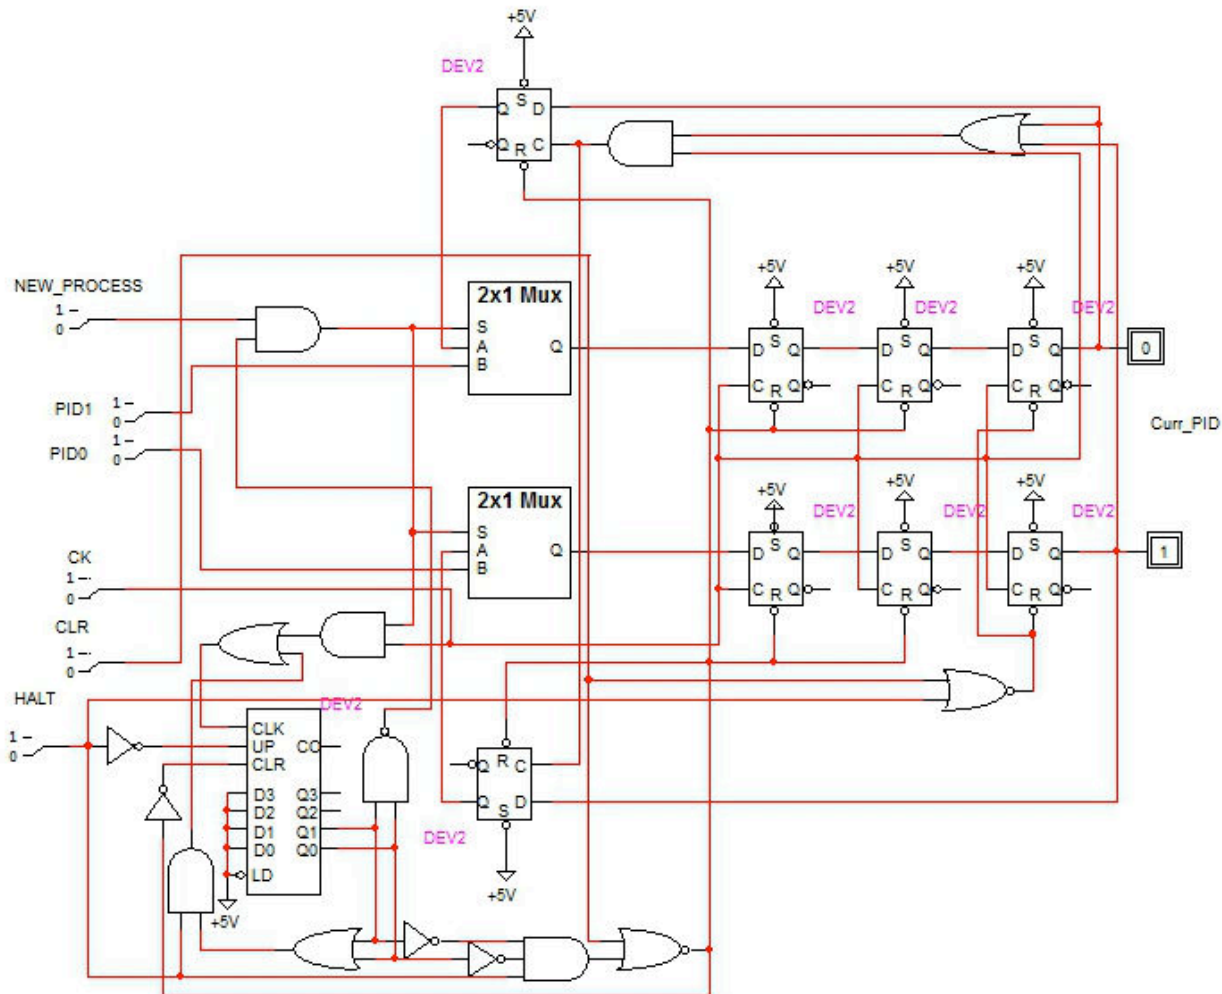 +5V
DEV2
Q S D
Q R C
NEW_PROCESS
1
0
2x1 Mux
S
A
B
Q
PID1
1
0
PID0
1
0
+5V
+5V
+5V
DEV2
DEV2
DEV2
D S Q
C R Q
D S Q
C R Q
D S Q
C R Q
0
Curr_PID
2x1 Mux
S
A
B
Q
+5V
+5V
+5V
DEV2
DEV2
DEV2
D S Q
C R Q
D S Q
C R Q
D S Q
C R Q
1
CK
1
0
CLR
1
0
HALT
1
0
DEV2
CLK
UP CO
CLR
D3 Q3
D2 Q2
D1 Q1
D0 Q0
LD
+5V
Q R C
Q S D
DEV2
+5V